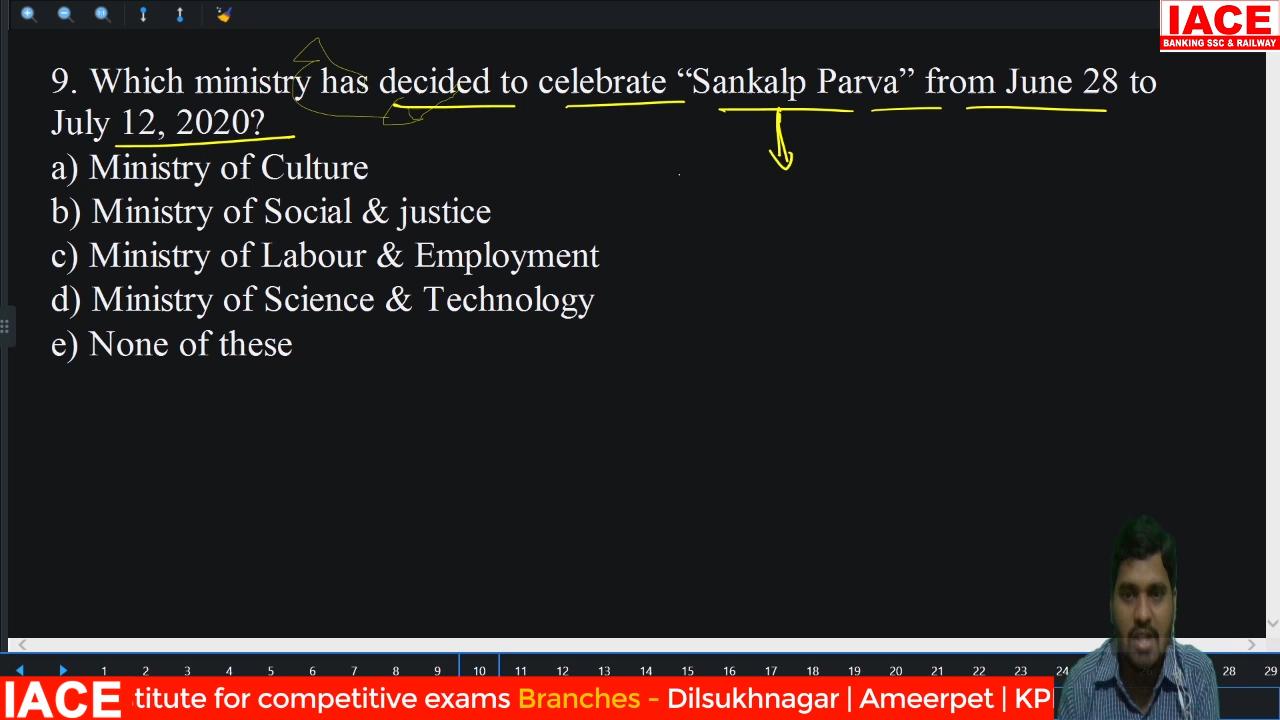 IACE
BANKING SSC & RAILWAY
9. Which ministry has decided to celebrate “Sankalp Parva” from June 28 to
July 12, 2020?
a) Ministry of Culture
b) Ministry of Social & justice
c) Ministry of Labour & Employment
d) Ministry of Science & Technology
e) None of these
1 2 3 4 5 6 7 8 9 10 11 12 13 14 15 16 17 18 19 20 21 22 23 24 28 29
IACE titute for competitive exams Branches - Dilsukhnagar | Ameerpet | KP